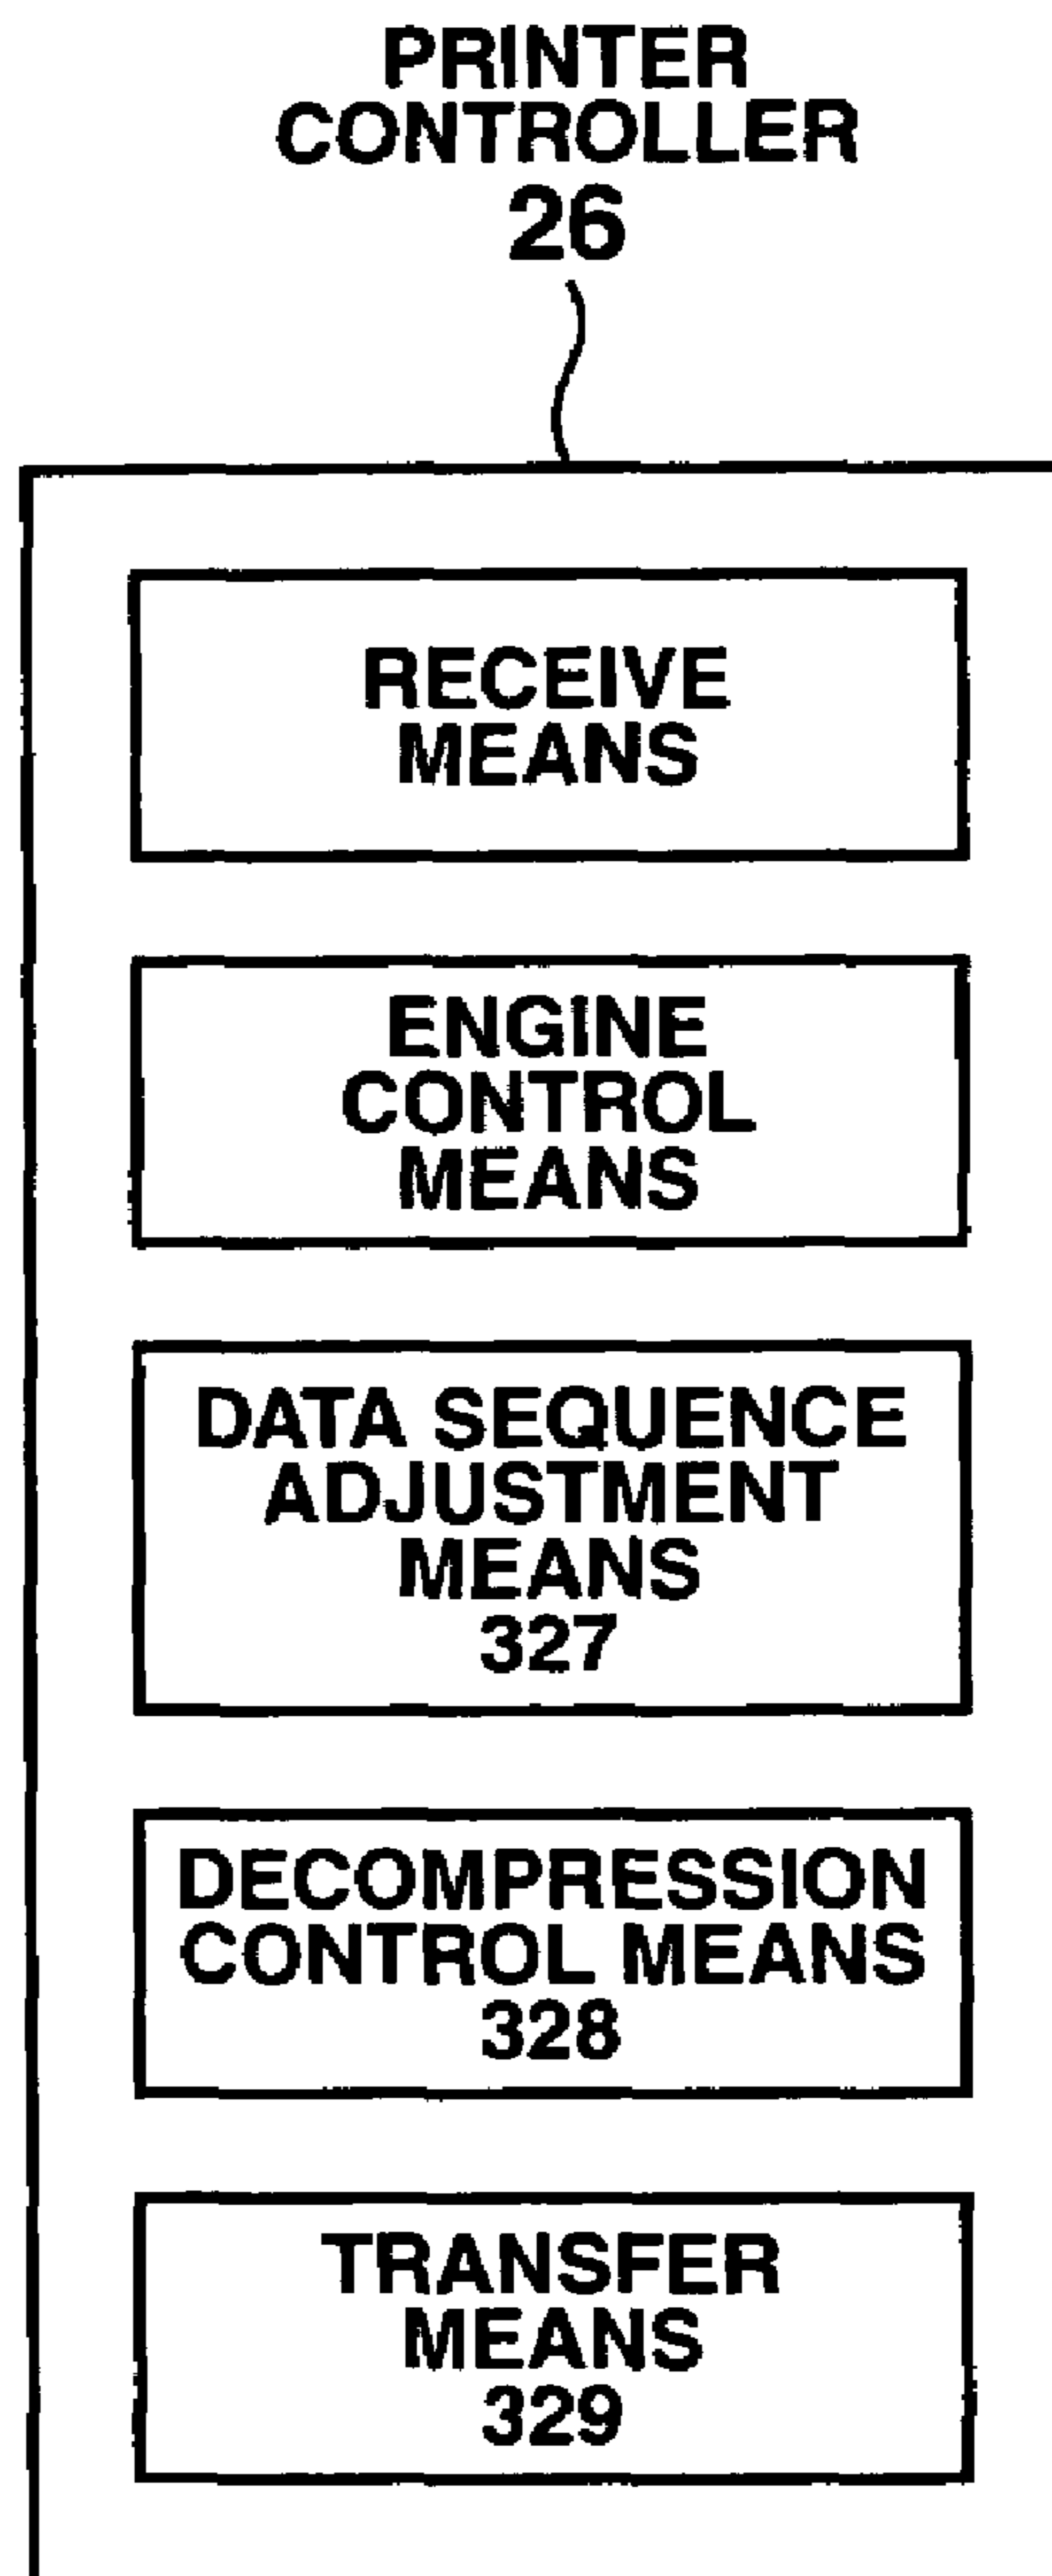 PRINTER
CONTROLLER
26
RECEIVE
MEANS
ENGINE
CONTROL
MEANS
DATA SEQUENCE
ADJUSTMENT
MEANS
327
DECOMPRESSION
CONTROL MEANS
328
TRANSFER
MEANS
329